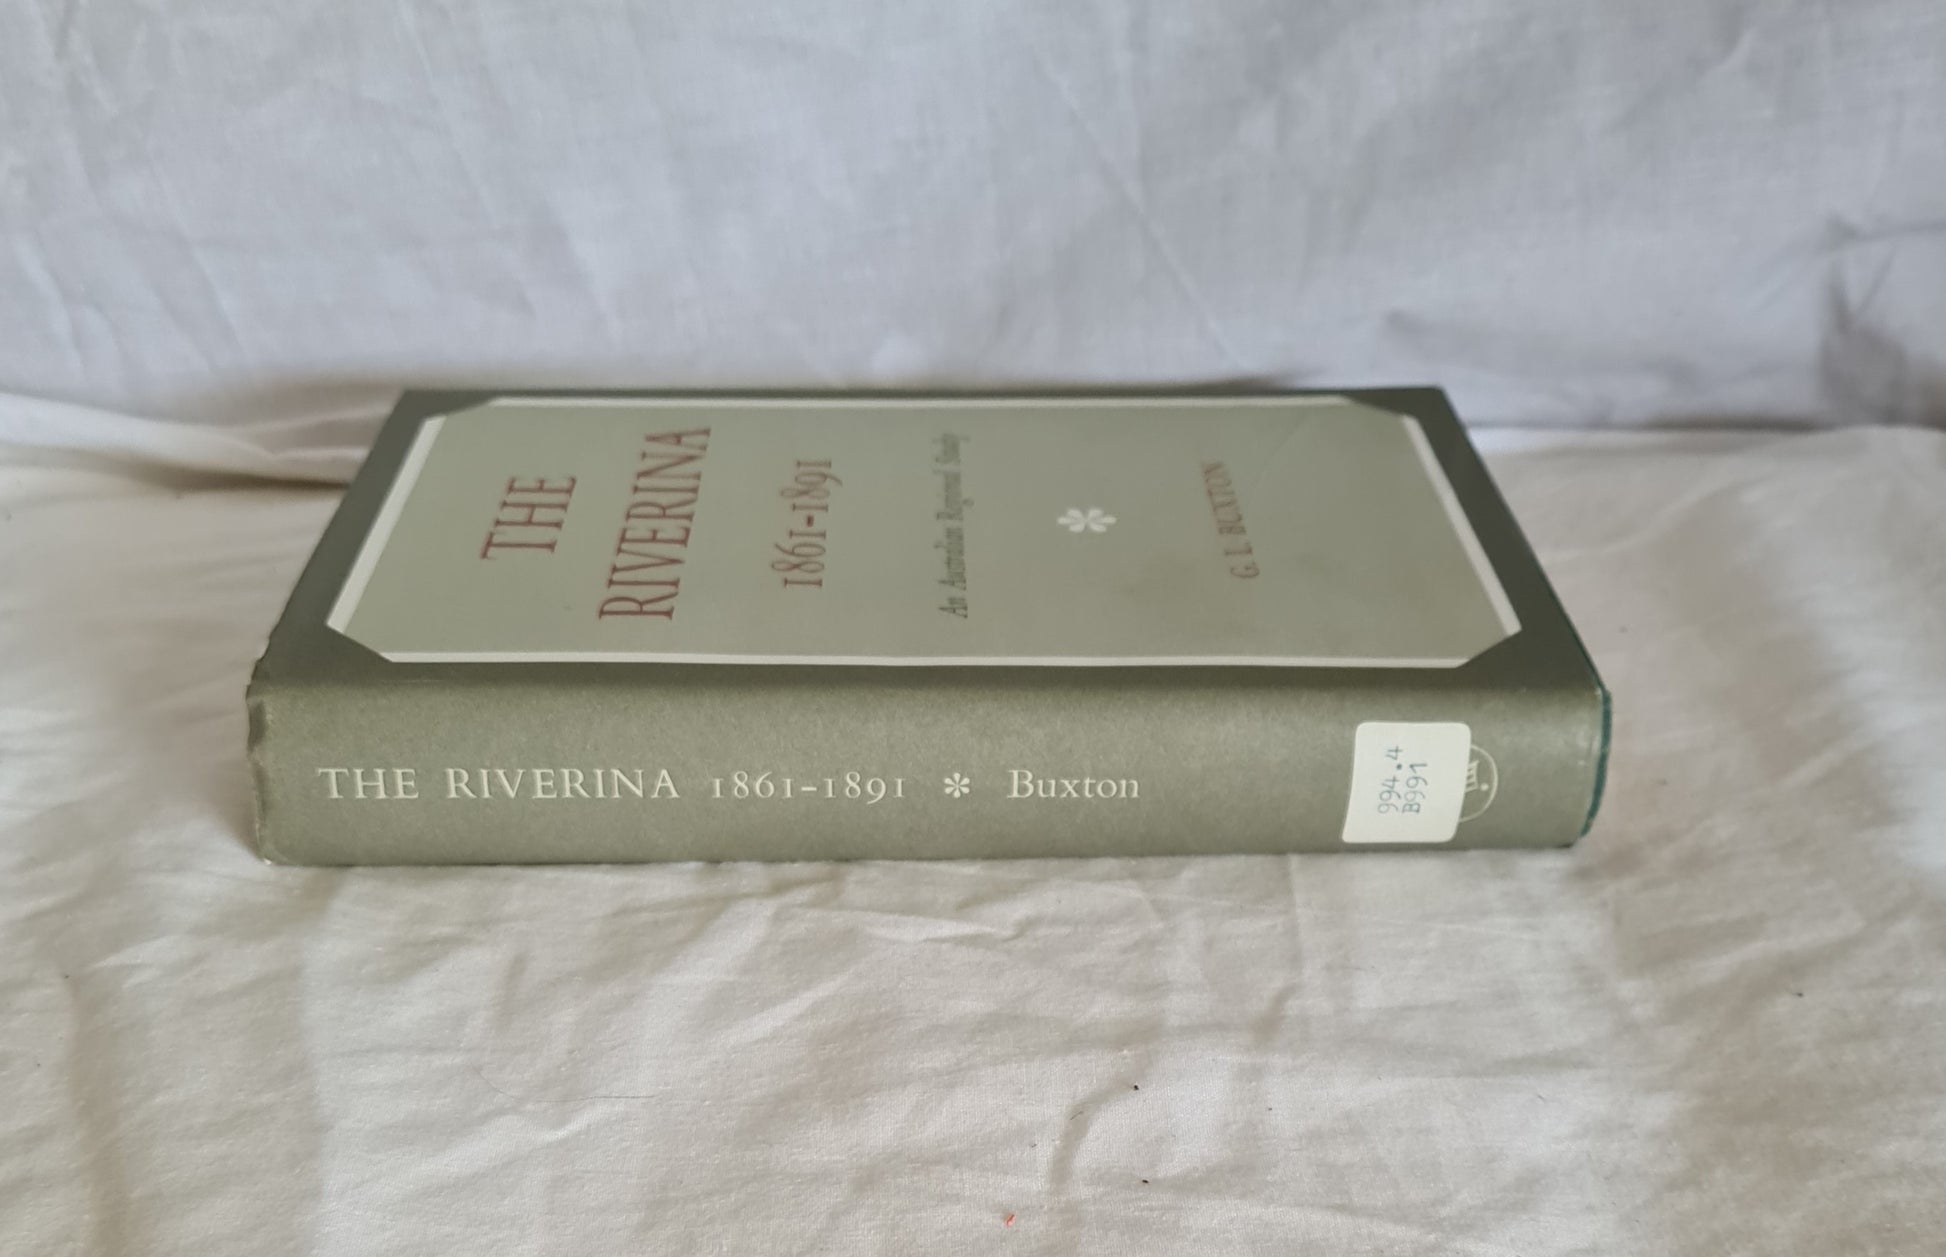 THE
RIVERINA
1861-1891
An Australian Regional Study
G. L. BUXTON
THE RIVERINA 1861-1891 * Buxton
994.4
B991